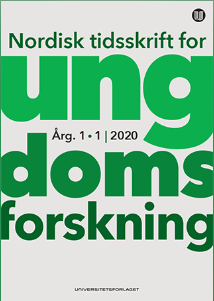 Nordisk tidsskrift for
ung
Årg. 1 • 1 | 2020
doms
forskning
UNIVERSITETSFORLAGET